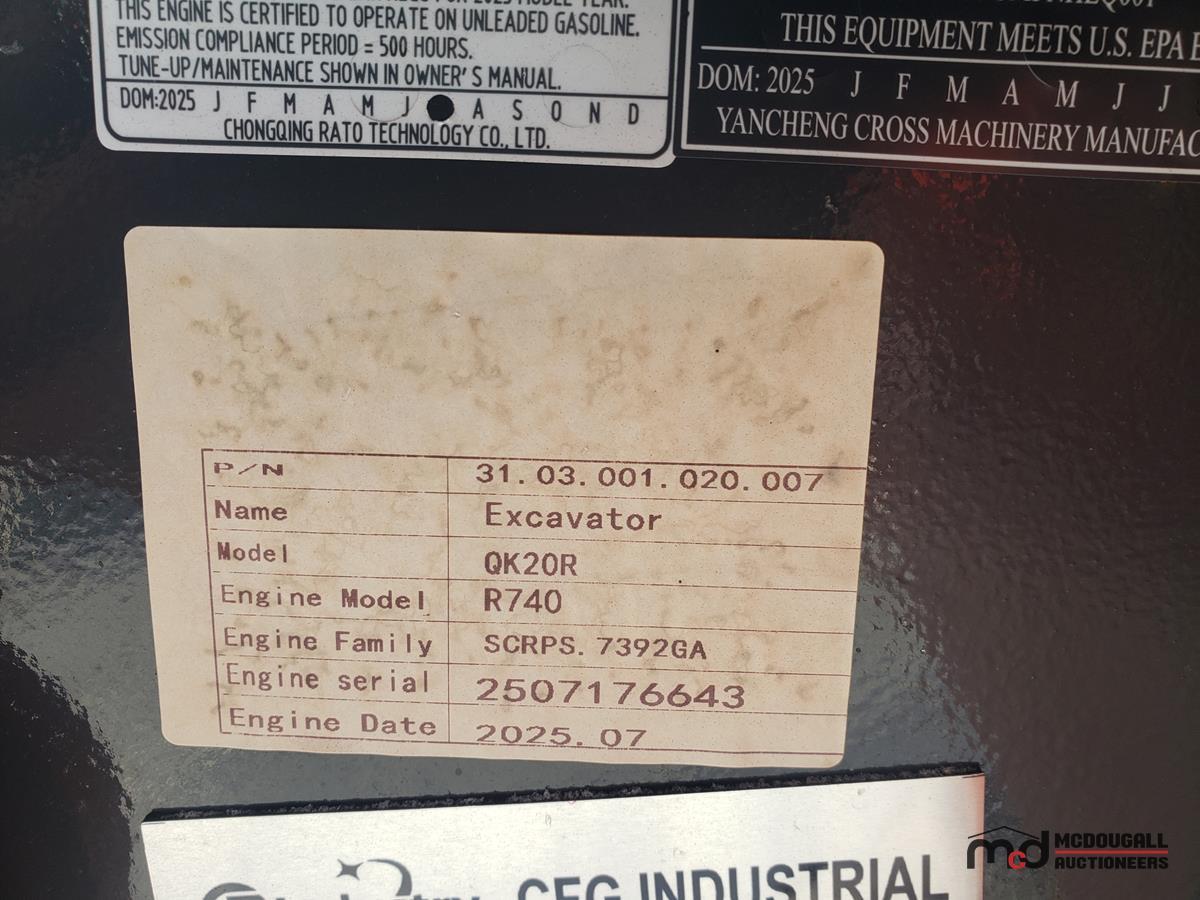 THIS ENGINE IS CERTIFIED TO OPERATE ON UNLEADED GASOLINE.
EMISSION COMPLIANCE PERIOD = 500 HOURS.
TUNE-UP/MAINTENANCE SHOWN IN OWNER'S MANUAL.
DOM:2025 J F M A M J ● A S O N D
CHONGQING RATO TECHNOLOGY CO., LTD.
THIS EQUIPMENT MEETS U.S. EPA
DOM: 2025 J F M A M J J
YANCHENG CROSS MACHINERY MANUFAC
P/N 31.03.001.020.007
Name Excavator
Model QK20R
Engine Model R740
Engine Family SCRPS.7392GA
Engine serial 2507176643
Engine Date 2025.07
CFG INDUSTRIAL
mcd MCDOUGALL
AUCTIONEERS